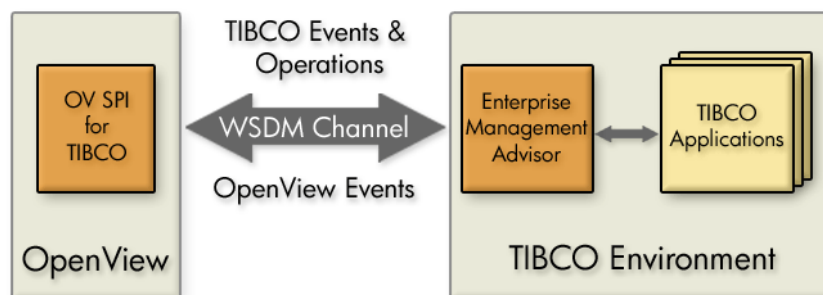 OV SPI
for
TIBCO
OpenView
TIBCO Events &
Operations
WSDM Channel
OpenView Events
Enterprise
Management
Advisor
TIBCO
Applications
TIBCO Environment